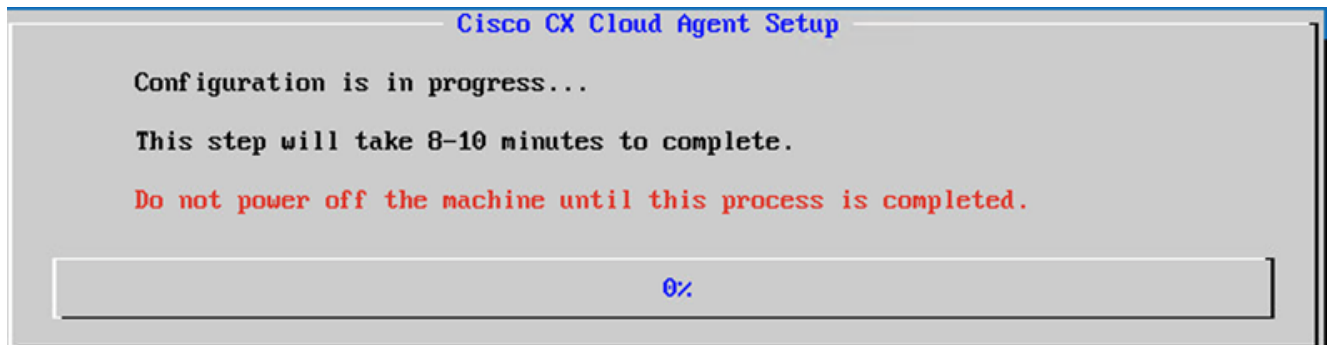 Cisco CX Cloud Agent Setup
Configuration is in progress...
This step will take 8-10 minutes to complete.
Do not power off the machine until this process is completed.
0%